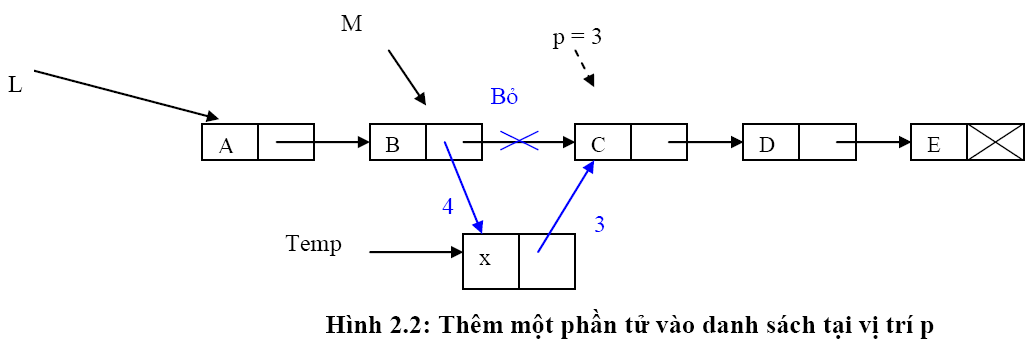 M
p = 3
L
Bỏ
A
B
C
D
E
4
3
Temp
x
Hình 2.2: Thêm một phần tử vào danh sách tại vị trí p